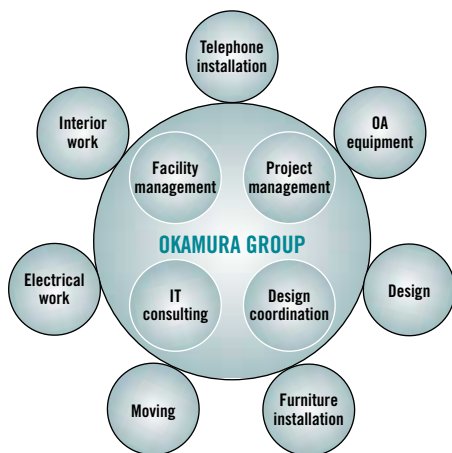 Telephone
installation
Interior
work
OA
equipment
Facility
management
Project
management
OKAMURA GROUP
Electrical
work
IT
consulting
Design
coordination
Design
Moving
Furniture
installation